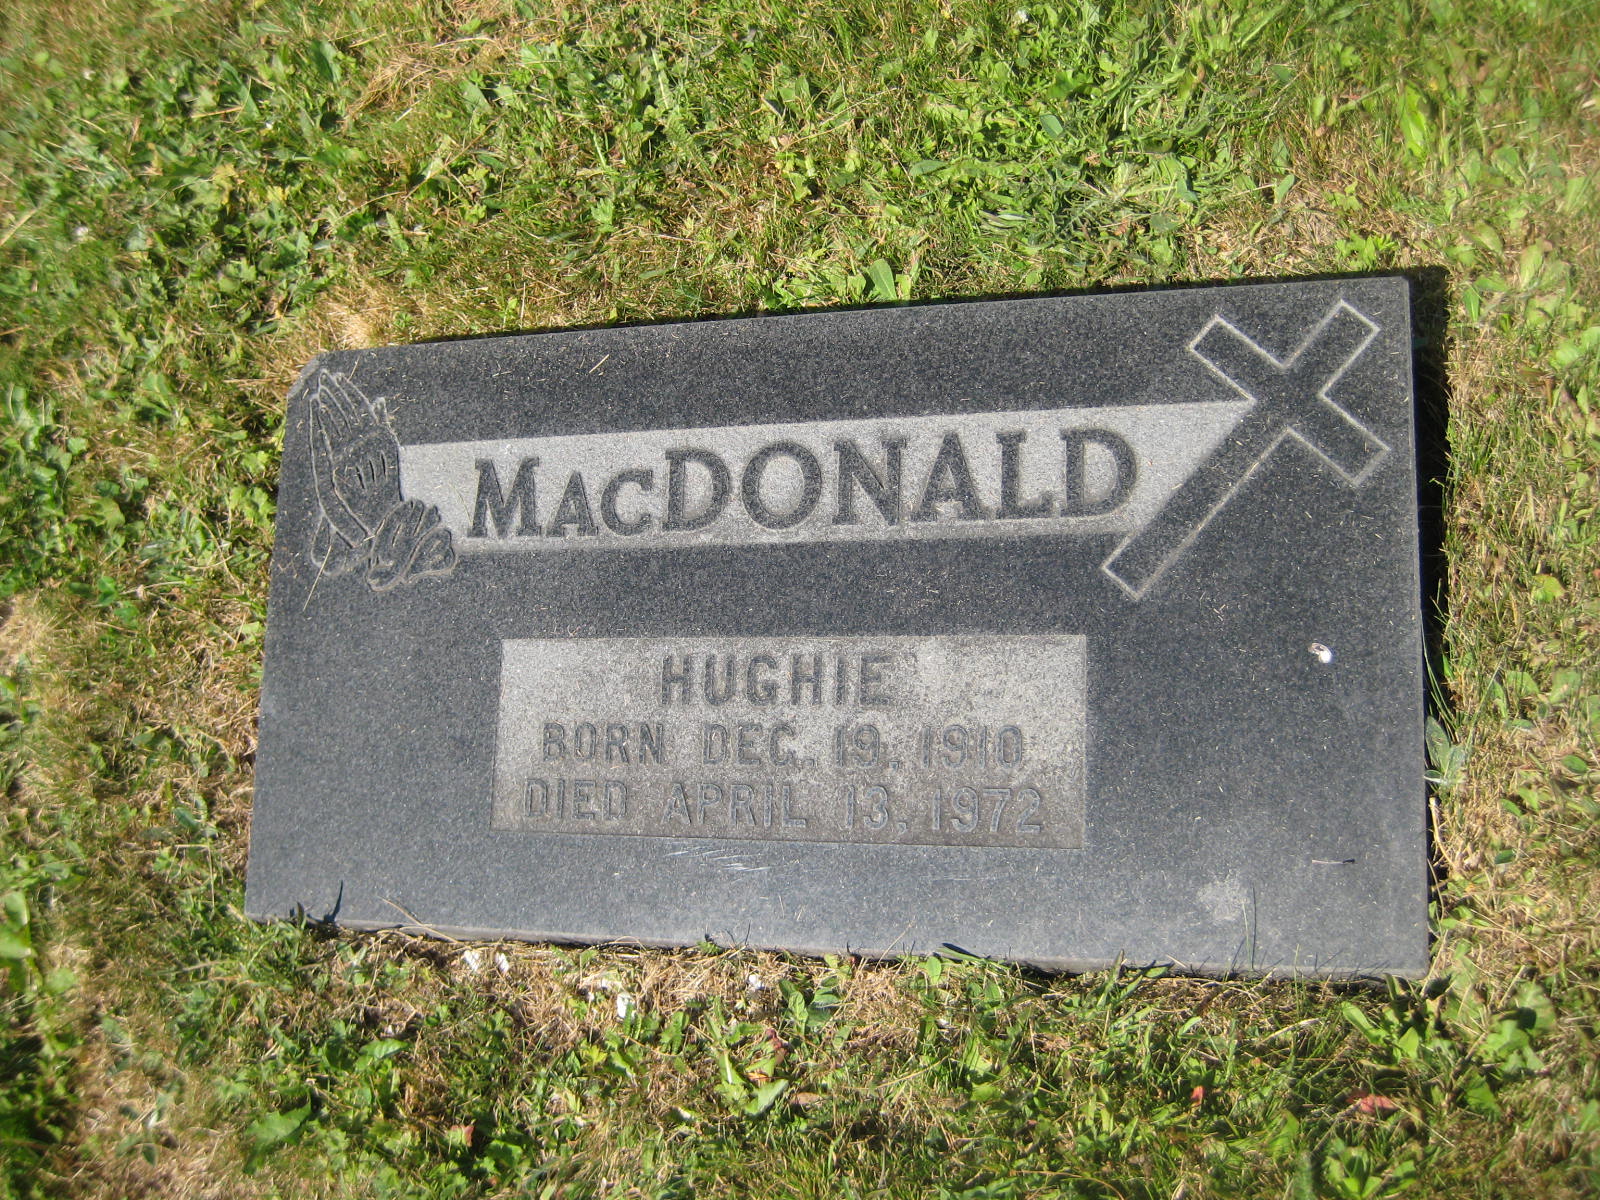 MACDONALD
HUGHIE
BORN DEC. 19, 1910
DIED APRIL 13, 1972